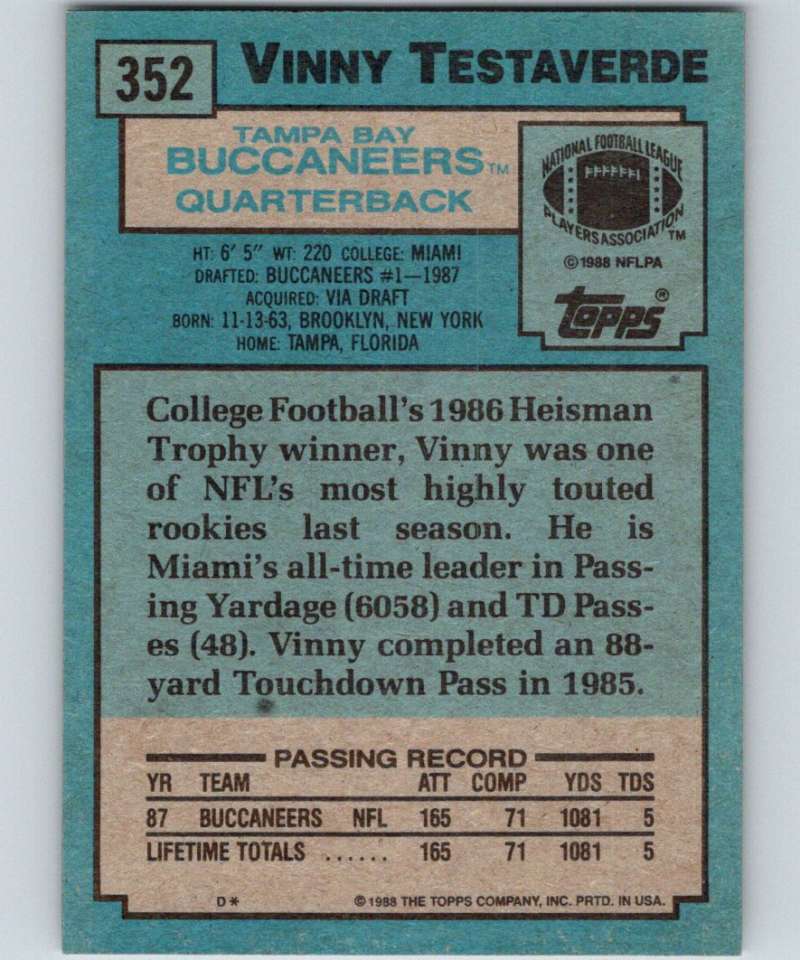 352
VINNY TESTAVERDE
TAMPA BAY
BUCCANEERS™
QUARTERBACK
NATIONAL FOOTBALL LEAGUE
PLAYERS ASSOCIATION™
©1988 NFLPA
Topps®
HT: 6' 5" WT: 220 COLLEGE: MIAMI
DRAFTED: BUCCANEERS #1—1987
ACQUIRED: VIA DRAFT
BORN: 11-13-63, BROOKLYN, NEW YORK
HOME: TAMPA, FLORIDA
College Football's 1986 Heisman
Trophy winner, Vinny was one
of NFL's most highly touted
rookies last season. He is
Miami's all-time leader in Pass-
ing Yardage (6058) and TD Pass-
es (48). Vinny completed an 88-
yard Touchdown Pass in 1985.
PASSING RECORD
YR TEAM ATT COMP YDS TDS
87 BUCCANEERS NFL 165 71 1081 5
LIFETIME TOTALS ...... 165 71 1081 5
D* ©1988 THE TOPPS COMPANY, INC. PRTD. IN USA.